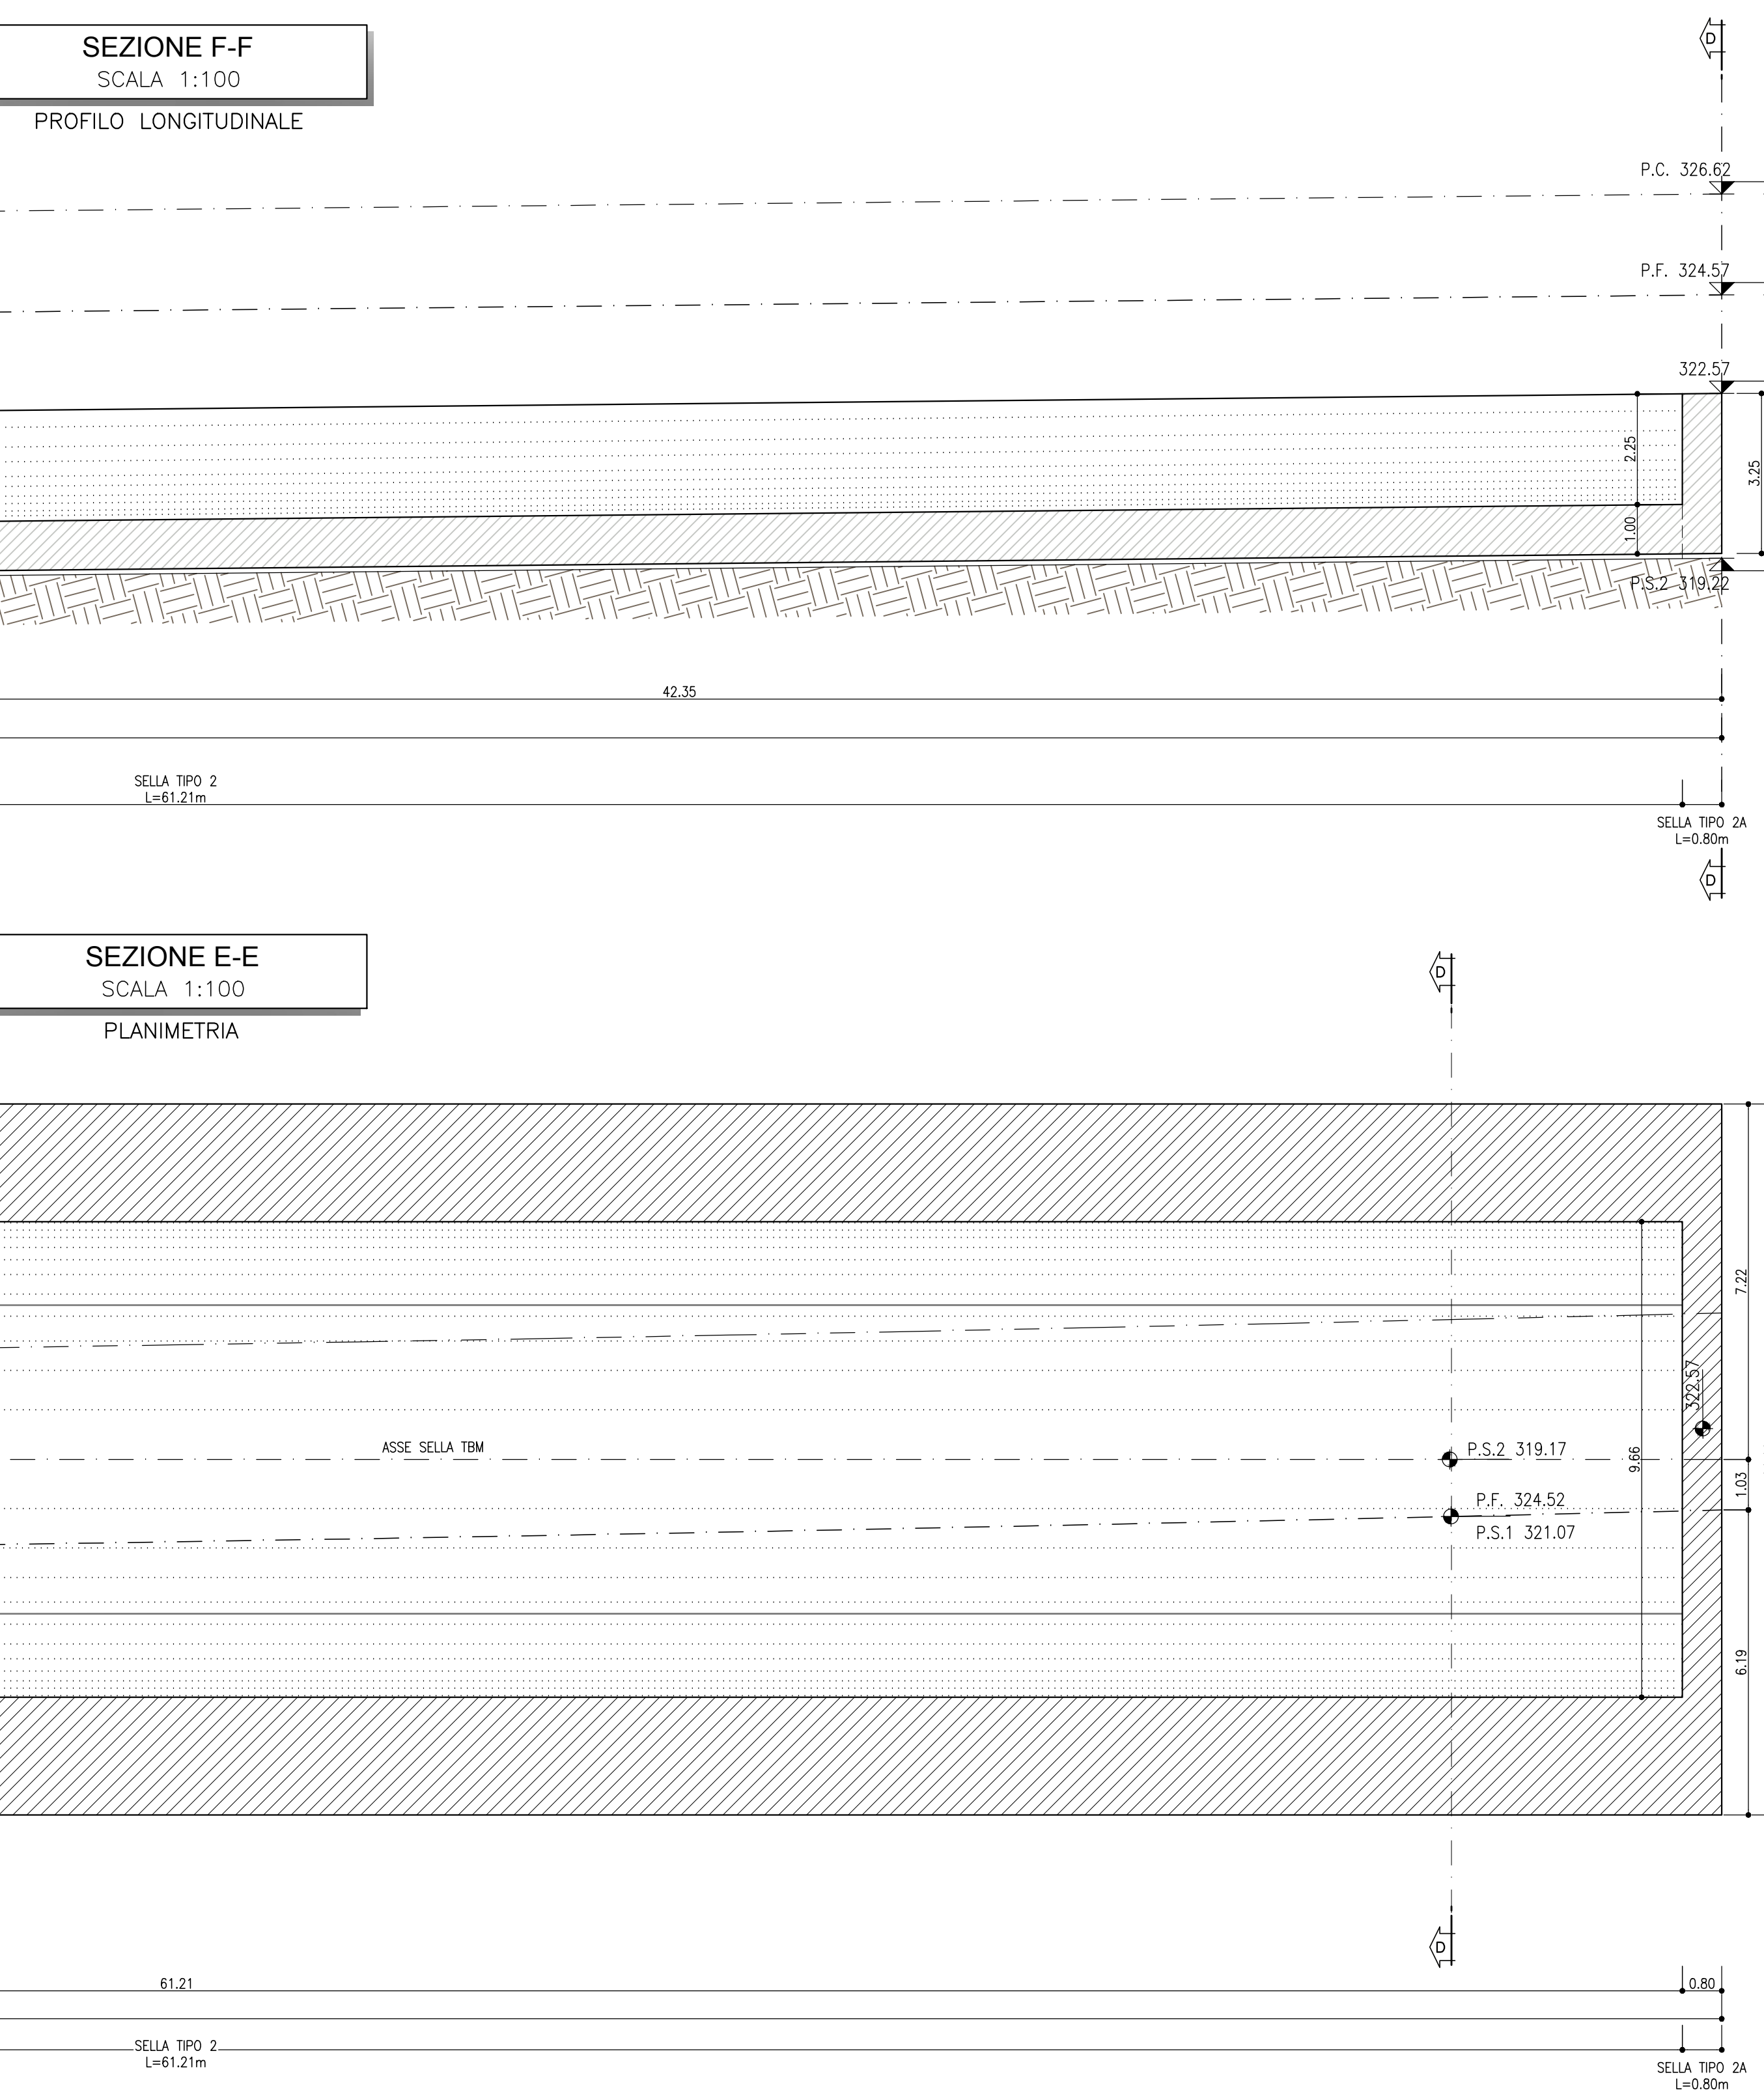 SEZIONE F-F
SCALA 1:100
PROFILO LONGITUDINALE
D
P.C. 326.62
P.F. 324.57
322.57
2.25
3.25
1.00
P.S.2 319.22
42.35
SELLA TIPO 2
L=61.21m
SELLA TIPO 2A
L=0.80m
D
SEZIONE E-E
SCALA 1:100
PLANIMETRIA
D
7.22
322.57
ASSE SELLA TBM
P.S.2 319.17
9.66
1.03
P.F. 324.52
P.S.1 321.07
6.19
D
61.21
0.80
SELLA TIPO 2
L=61.21m
SELLA TIPO 2A
L=0.80m